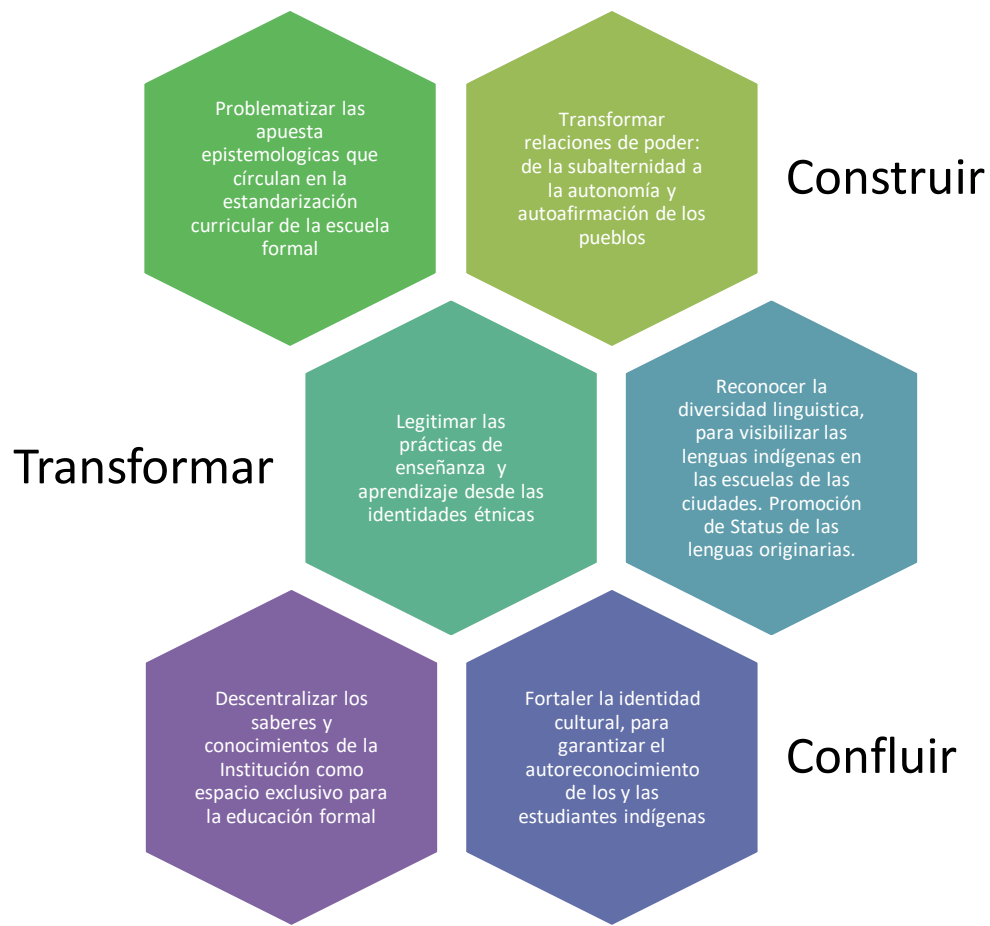 Problematizar las
apuesta
epistemologicas que
círculan en la
estandarización
curricular de la escuela
formal
Transformar
relaciones de poder:
de la subalternidad a
la autonomía y
autoafirmación de los
pueblos
Construir
Transformar
Legitimar las
prácticas de
enseñanza y
aprendizaje desde las
identidades étnicas
Reconocer la
diversidad linguistica,
para visibilizar las
lenguas indígenas en
las escuelas de las
ciudades. Promoción
de Status de las
lenguas originarias.
Descentralizar los
saberes y
conocimientos de la
Institución como
espacio exclusivo para
la educación formal
Fortaler la identidad
cultural, para
garantizar el
autoreconocimiento
de los y las
estudiantes indígenas
Confluir